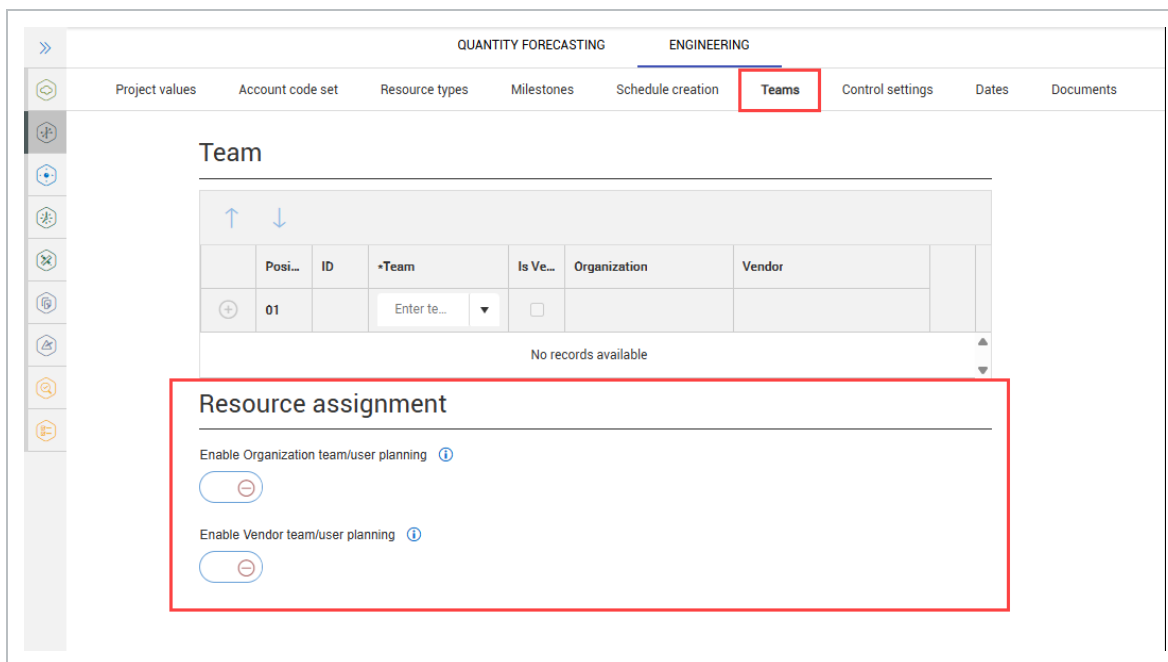 QUANTITY FORECASTING ENGINEERING
Project values Account code set Resource types Milestones Schedule creation Teams Control settings Dates Documents
Team
Posi... ID *Team Is Ve... Organization Vendor
01 Enter te...
No records available
Resource assignment
Enable Organization team/user planning
Enable Vendor team/user planning